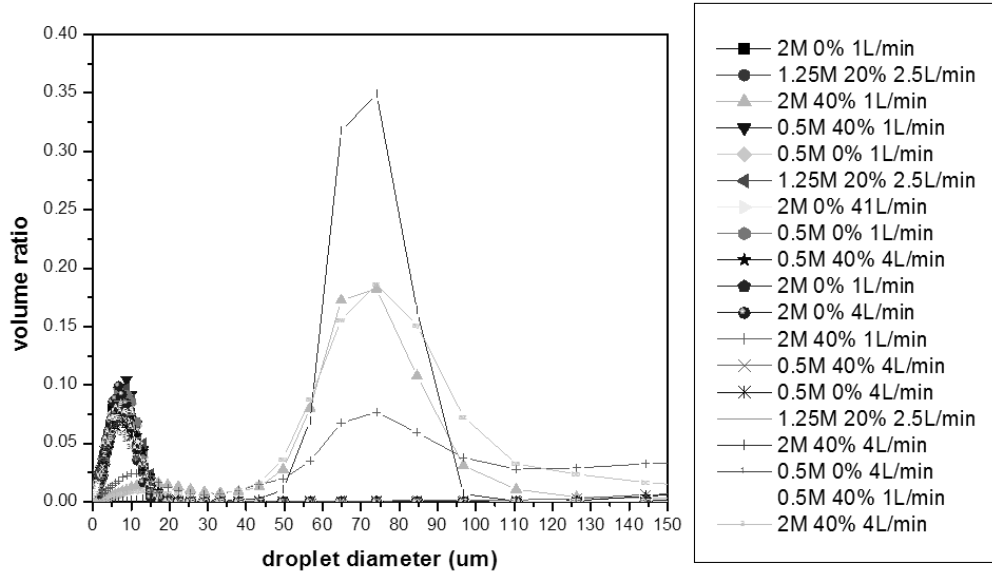 0.40
0.35
0.30
0.25
0.20
0.15
0.10
0.05
0.00
volume ratio
0 10 20 30 40 50 60 70 80 90 100 110 120 130 140 150
droplet diameter (um)
2M 0% 1L/min
1.25M 20% 2.5L/min
2M 40% 1L/min
0.5M 40% 1L/min
0.5M 0% 1L/min
1.25M 20% 2.5L/min
2M 0% 41L/min
0.5M 0% 1L/min
0.5M 40% 4L/min
2M 0% 1L/min
2M 0% 4L/min
2M 40% 1L/min
0.5M 40% 4L/min
0.5M 0% 4L/min
1.25M 20% 2.5L/min
2M 40% 4L/min
0.5M 0% 4L/min
0.5M 40% 1L/min
2M 40% 4L/min